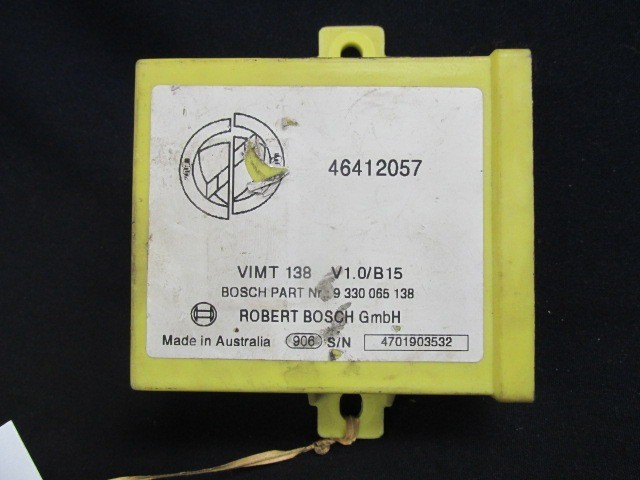 46412057
VIMT 138 V1.0/B15
BOSCH PART Nr. 9 330 065 138
ROBERT BOSCH GmbH
Made in Australia 906 S/N 4701903532